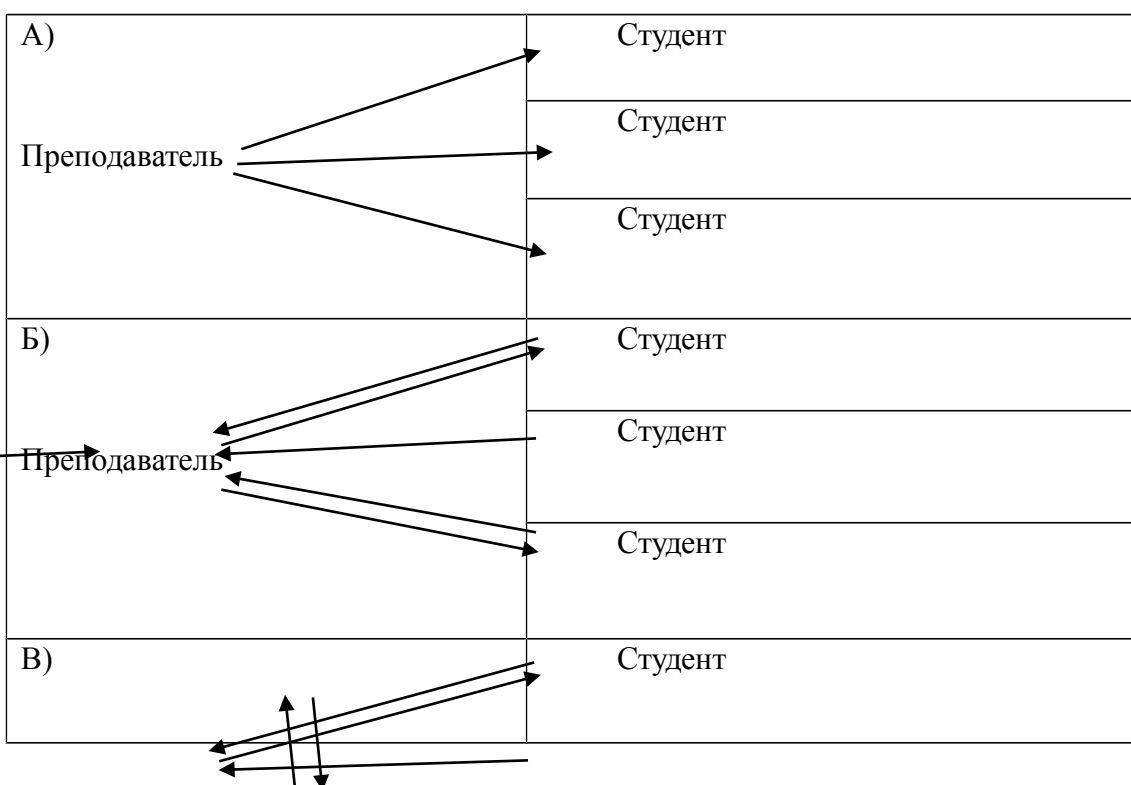 А)
Преподаватель
Студент
Студент
Студент
Б)
Преподаватель
Студент
Студент
Студент
В)
Студент